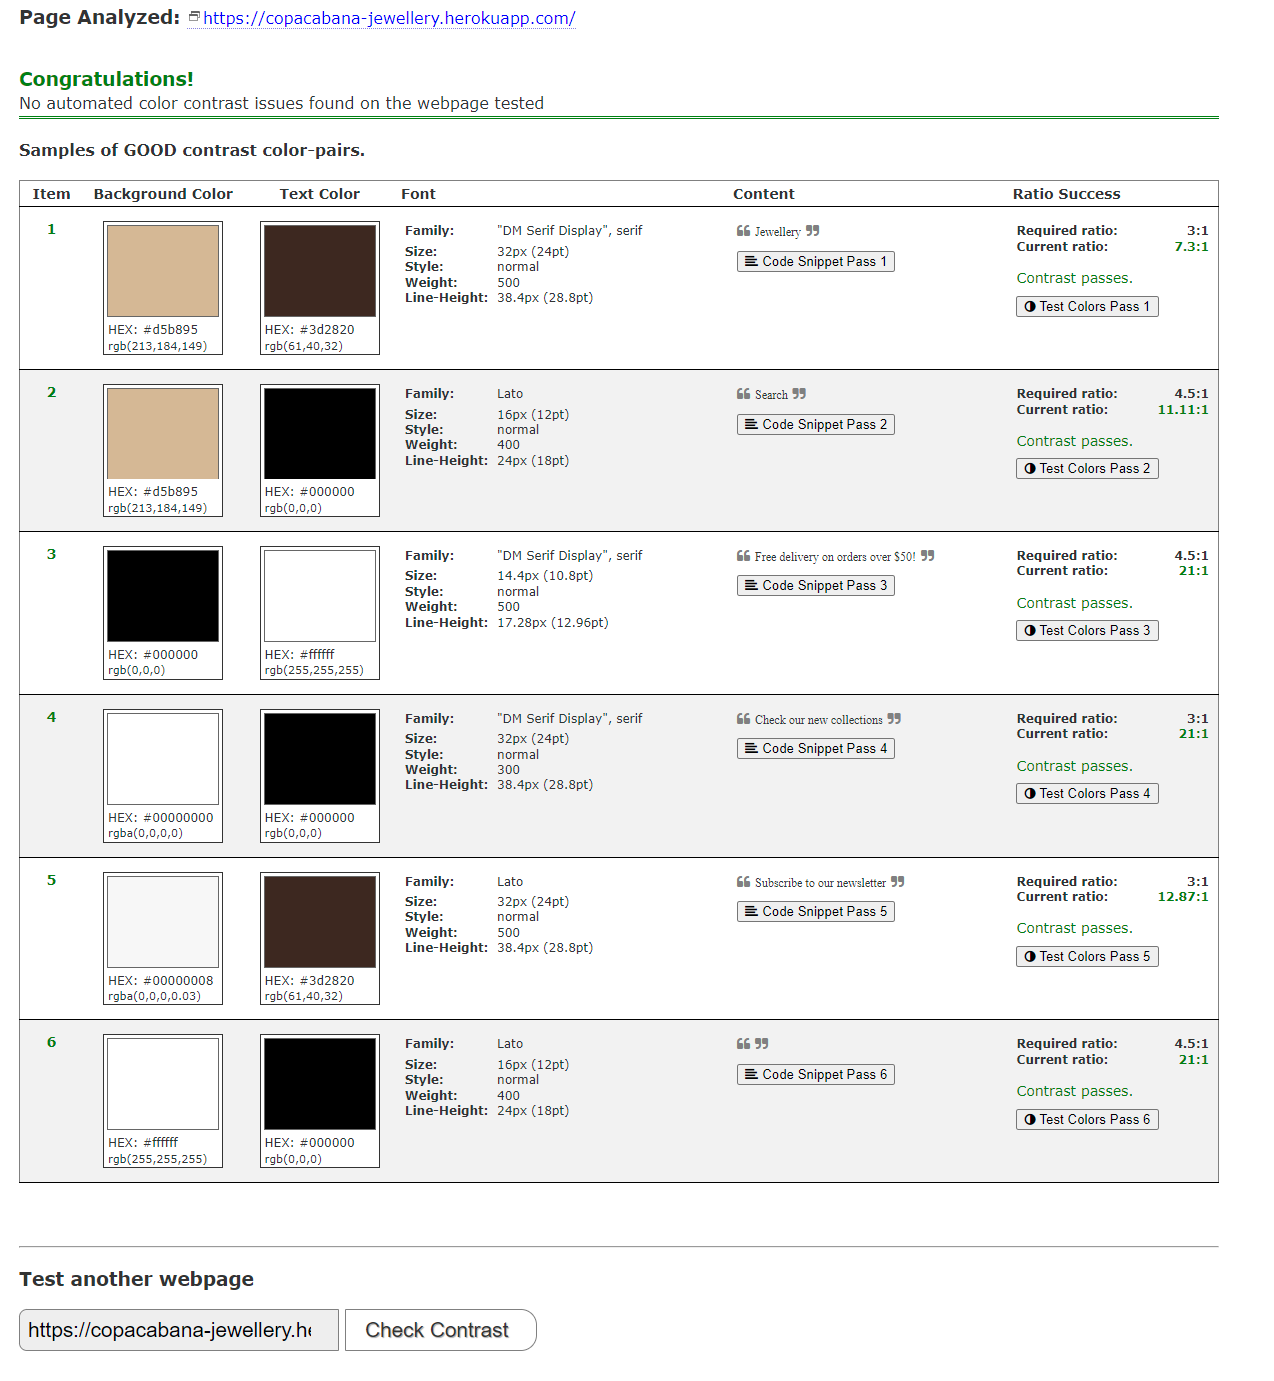 Page Analyzed: https://copacabana-jewellery.herokuapp.com/
Congratulations!
No automated color contrast issues found on the webpage tested
Samples of GOOD contrast color-pairs.
Item Background Color Text Color Font Content Ratio Success
1
HEX: #d5b895
rgb(213,184,149)
HEX: #3d2820
rgb(61,40,32)
Family: "DM Serif Display", serif
Size: 32px (24pt)
Style: normal
Weight: 500
Line-Height: 38.4px (28.8pt)
❝ Jewellery ❞
Code Snippet Pass 1
Required ratio: 3:1
Current ratio: 7.3:1
Contrast passes.
Test Colors Pass 1
2
HEX: #d5b895
rgb(213,184,149)
HEX: #000000
rgb(0,0,0)
Family: Lato
Size: 16px (12pt)
Style: normal
Weight: 400
Line-Height: 24px (18pt)
❝ Search ❞
Code Snippet Pass 2
Required ratio: 4.5:1
Current ratio: 11.11:1
Contrast passes.
Test Colors Pass 2
3
HEX: #000000
rgb(0,0,0)
HEX: #ffffff
rgb(255,255,255)
Family: "DM Serif Display", serif
Size: 14.4px (10.8pt)
Style: normal
Weight: 500
Line-Height: 17.28px (12.96pt)
❝ Free delivery on orders over $50! ❞
Code Snippet Pass 3
Required ratio: 4.5:1
Current ratio: 21:1
Contrast passes.
Test Colors Pass 3
4
HEX: #00000000
rgba(0,0,0,0)
HEX: #000000
rgb(0,0,0)
Family: "DM Serif Display", serif
Size: 32px (24pt)
Style: normal
Weight: 300
Line-Height: 38.4px (28.8pt)
❝ Check our new collections ❞
Code Snippet Pass 4
Required ratio: 3:1
Current ratio: 21:1
Contrast passes.
Test Colors Pass 4
5
HEX: #00000008
rgba(0,0,0,0.03)
HEX: #3d2820
rgb(61,40,32)
Family: Lato
Size: 32px (24pt)
Style: normal
Weight: 500
Line-Height: 38.4px (28.8pt)
❝ Subscribe to our newsletter ❞
Code Snippet Pass 5
Required ratio: 3:1
Current ratio: 12.87:1
Contrast passes.
Test Colors Pass 5
6
HEX: #ffffff
rgb(255,255,255)
HEX: #000000
rgb(0,0,0)
Family: Lato
Size: 16px (12pt)
Style: normal
Weight: 400
Line-Height: 24px (18pt)
❝ ❞
Code Snippet Pass 6
Required ratio: 4.5:1
Current ratio: 21:1
Contrast passes.
Test Colors Pass 6
Test another webpage
https://copacabana-jewellery.he
Check Contrast